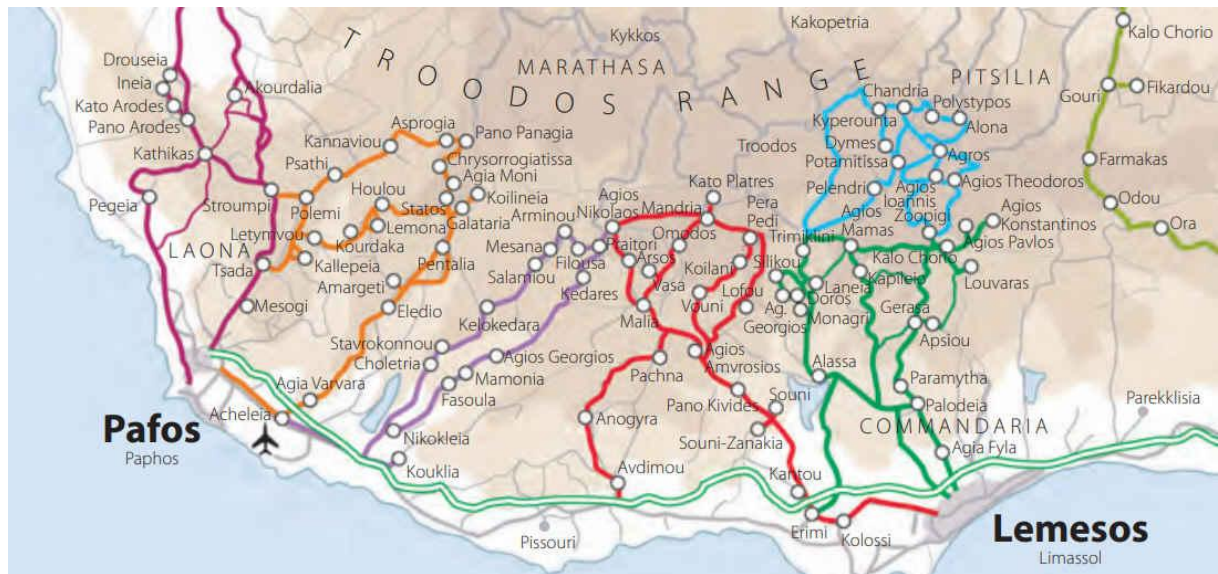 Drouseia
Ineia
Kato Arodes
Pano Arodes
Kathikas
Pegeia
Akourdalia
Stroumpi
LAONA
Tsada
Mesogi
Psathi
Kannaviou
Asprogia
Pano Panagia
Chrysorrogiatissa
Agia Moni
Koilineia
Statos
Galataria
Polemi
Houlou
Lemona
Letymvou
Kourdaka
Kallepeia
Amargeti
Pentalia
Eledio
Agia Varvara
Acheleia
Pafos
Paphos
TROODOS RANGE
Kykkos
MARATHASA
Kakopetria
Troodos
PITSILIA
Arminou
Agios
Nikolaos
Mesana
Salamiou
Filousa
Praitori
Kedares
Kelokedara
Stavrokonnou
Choletria
Agios Georgios
Mamonia
Fasoula
Nikokleia
Kouklia
Kato Platres
Mandria
Pera
Pedi
Omodos
Arsos
Vasa
Koilani
Vouni
Lofou
Malia
Pachna
Agios
Amvrosios
Anogyra
Avdimou
Pano Kivides
Souni
Souni-Zanakia
Kantou
Erimi
Kolossi
Pissouri
Chandria
Kyperounta
Polystypos
Alona
Dymes
Potamitissa
Agros
Pelendri
Agios
Ioannis
Agios Theodoros
Zoopigi
Agios
Mamas
Trimiklini
Agios
Konstantinos
Agios Pavlos
Kalo Chorio
Louvaras
Silikou
Laneia
Kapileio
Doros
Ag.
Georgios
Monagri
Gerasa
Apsiou
Alassa
Paramytha
Palodeia
COMMANDARIA
Agia Fyla
Parekklisia
Lemesos
Limassol
Kalo Chorio
Gouri
Fikardou
Farmakas
Odou
Ora